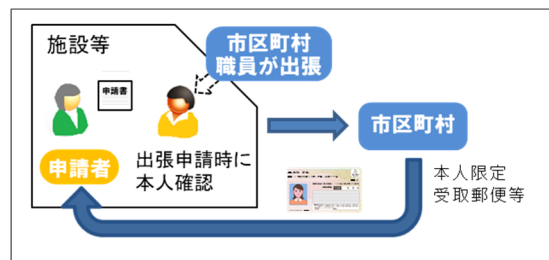 施設等
市区町村
職員が出張
申請書
申請者
出張申請時に
本人確認
市区町村
本人限定
受取郵便等